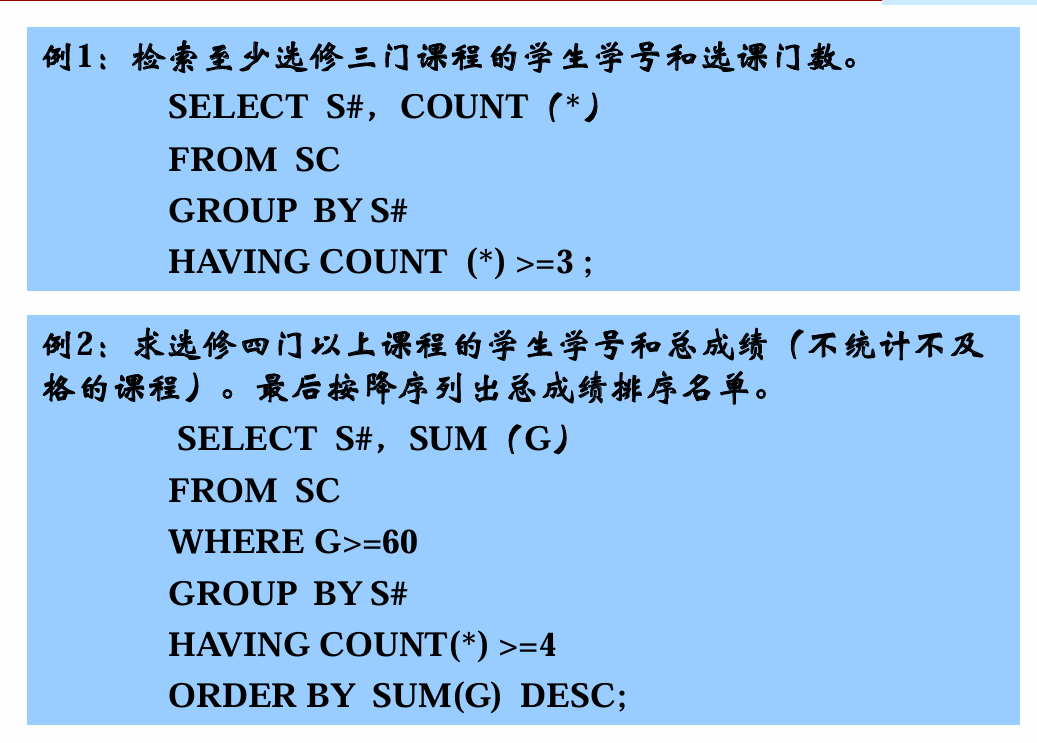 例1：检索至少选修三门课程的学生学号和选课门数。
SELECT S#，COUNT（*）
FROM SC
GROUP BY S#
HAVING COUNT (*) >=3 ;
例2：求选修四门以上课程的学生学号和总成绩（不统计不及
格的课程）。最后按降序列出总成绩排序名单。
SELECT S#，SUM（G）
FROM SC
WHERE G>=60
GROUP BY S#
HAVING COUNT(*) >=4
ORDER BY SUM(G) DESC;